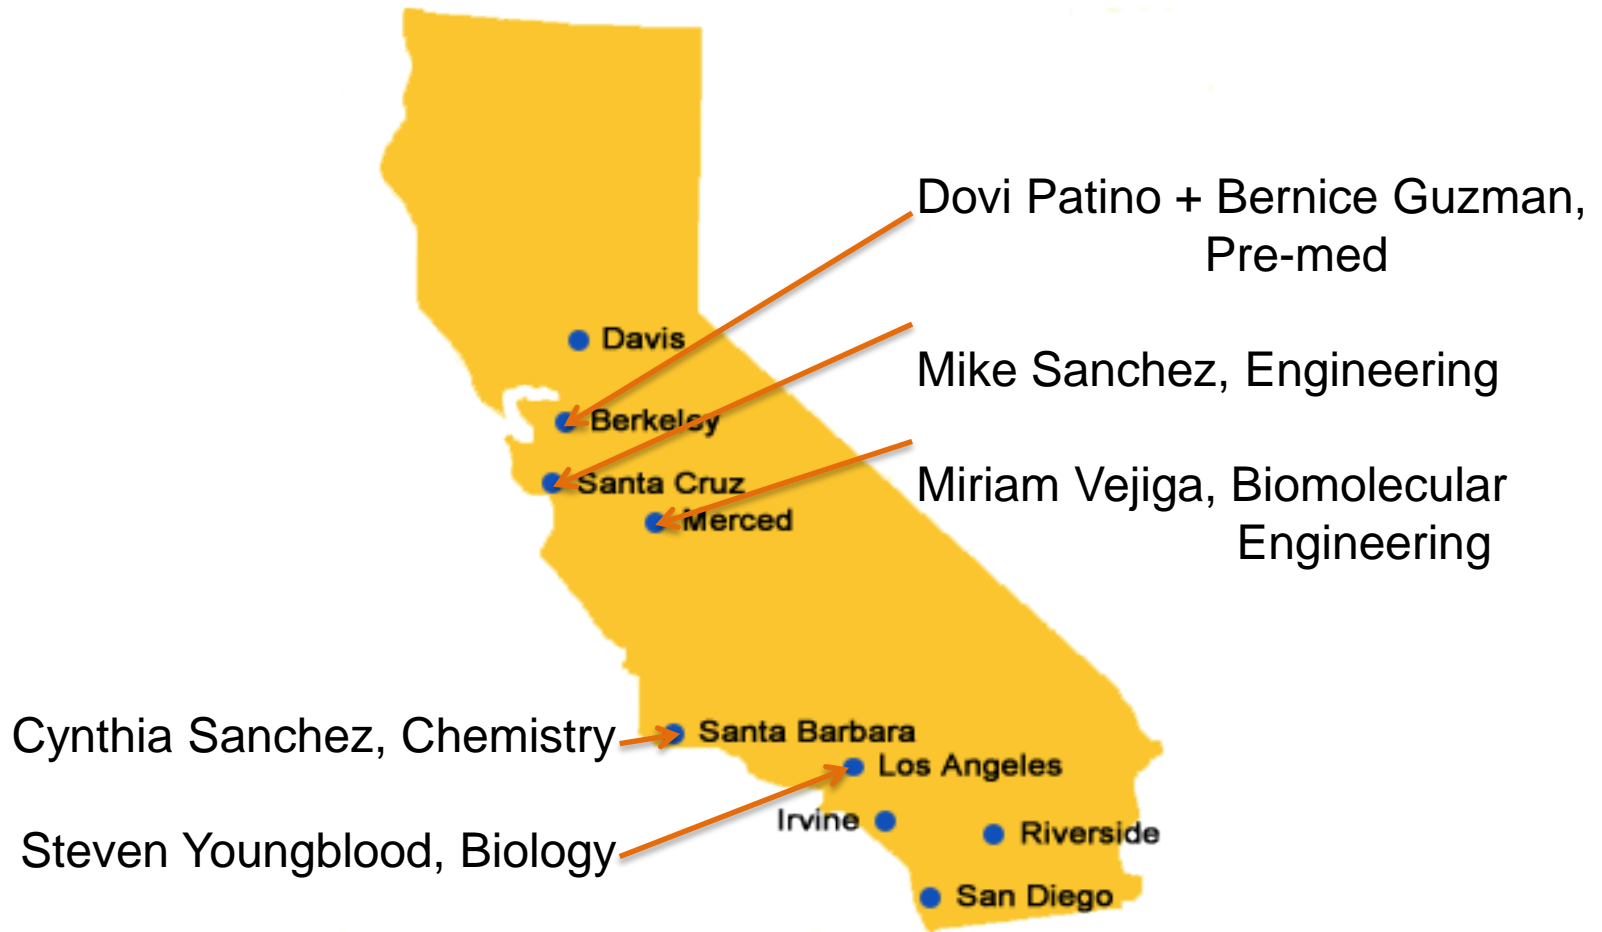 Dovi Patino + Bernice Guzman,
Pre-med
Davis
Mike Sanchez, Engineering
Berkeley
Santa Cruz
Miriam Vejiga, Biomolecular
Merced
Engineering
Cynthia Sanchez, Chemistry
Santa Barbara
Los Angeles
Irvine
Riverside
Steven Youngblood, Biology
San Diego